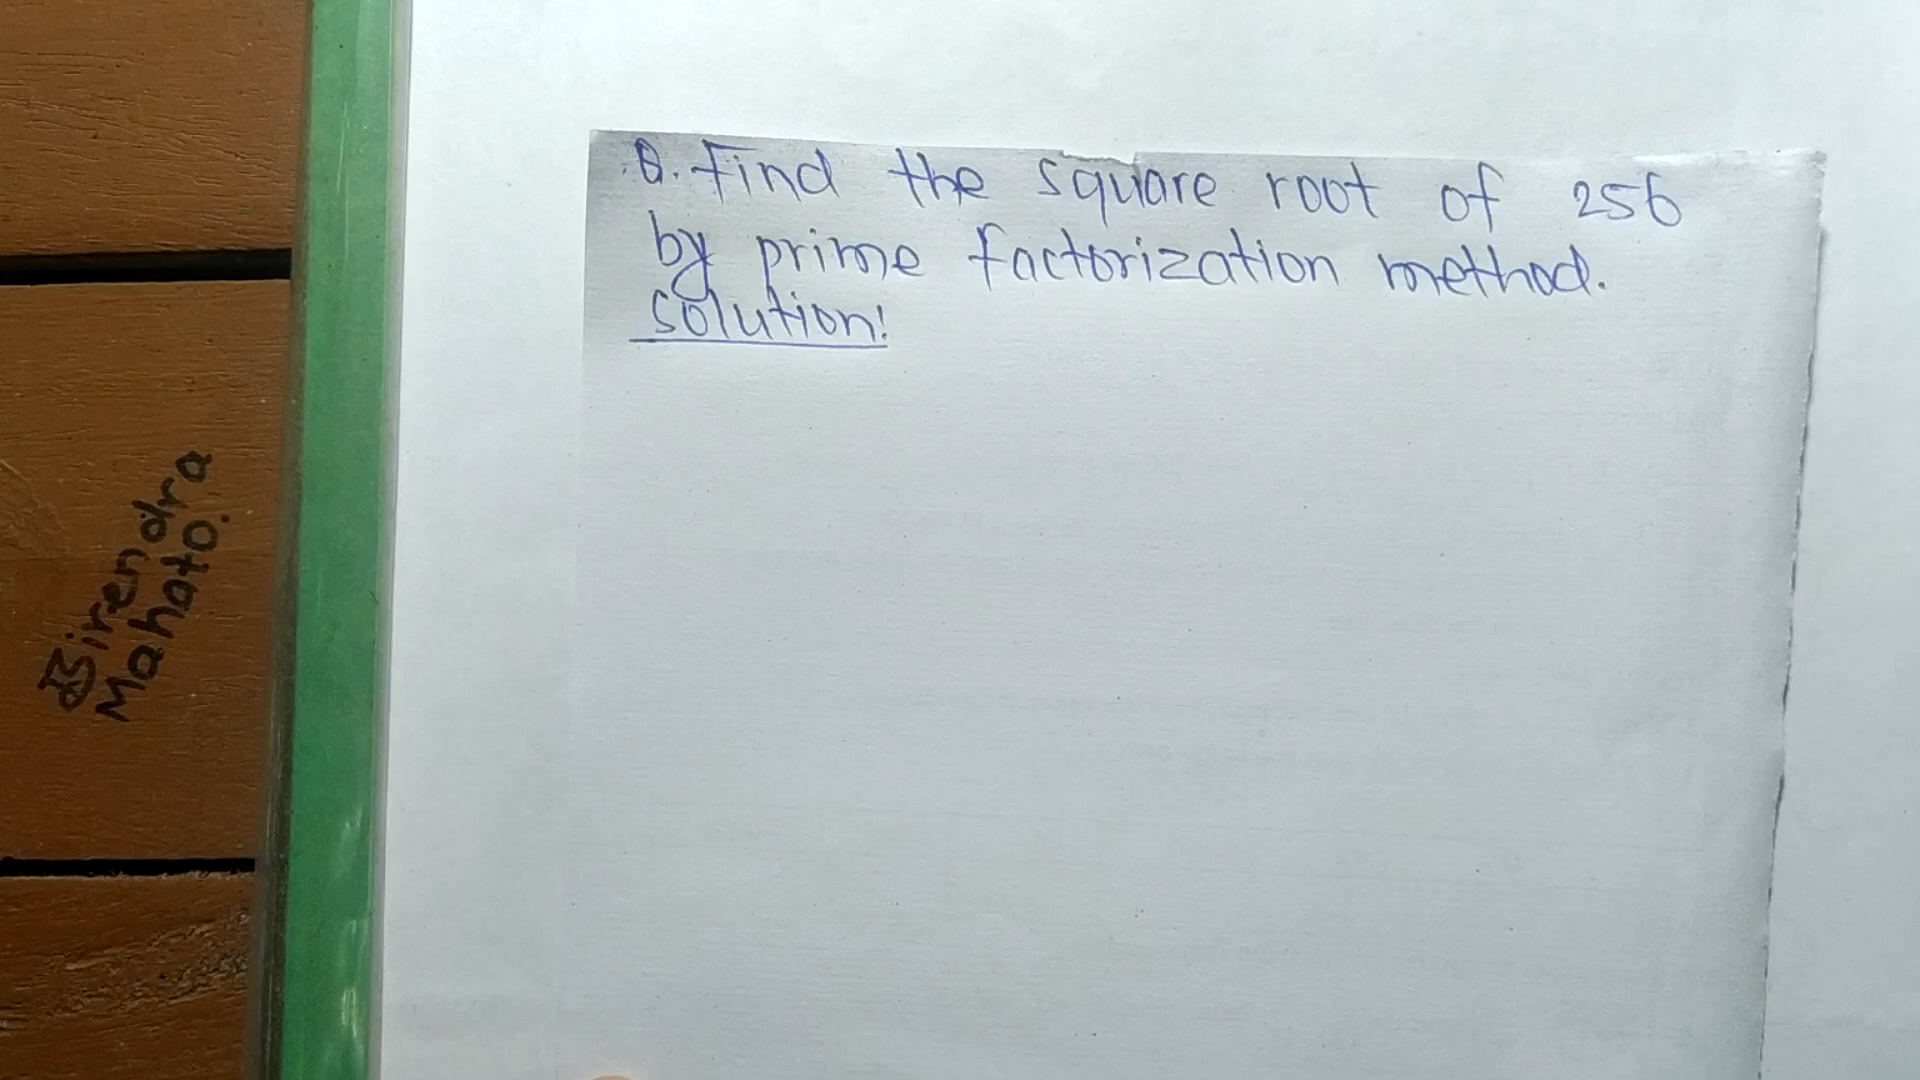 Q. Find the square root of 256
by prime factorization method.
Solution:
Birendra
Mahato.